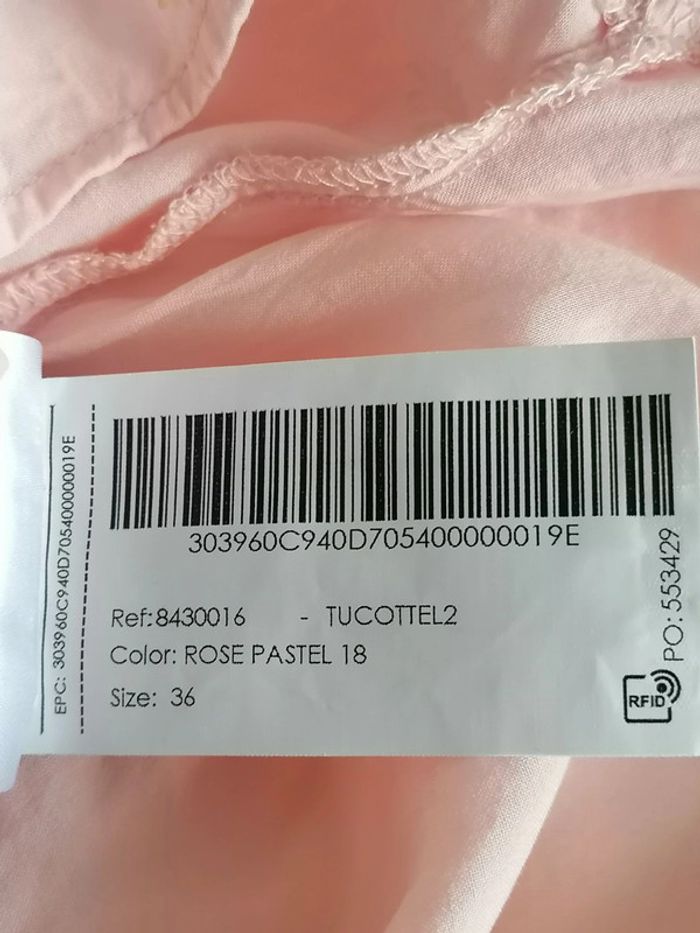 EPC: 303960C940D705400000019E
303960C940D705400000019E
Ref:8430016 - TUCOTTEL2
Color: ROSE PASTEL 18
Size: 36
PO: 553429
RFID